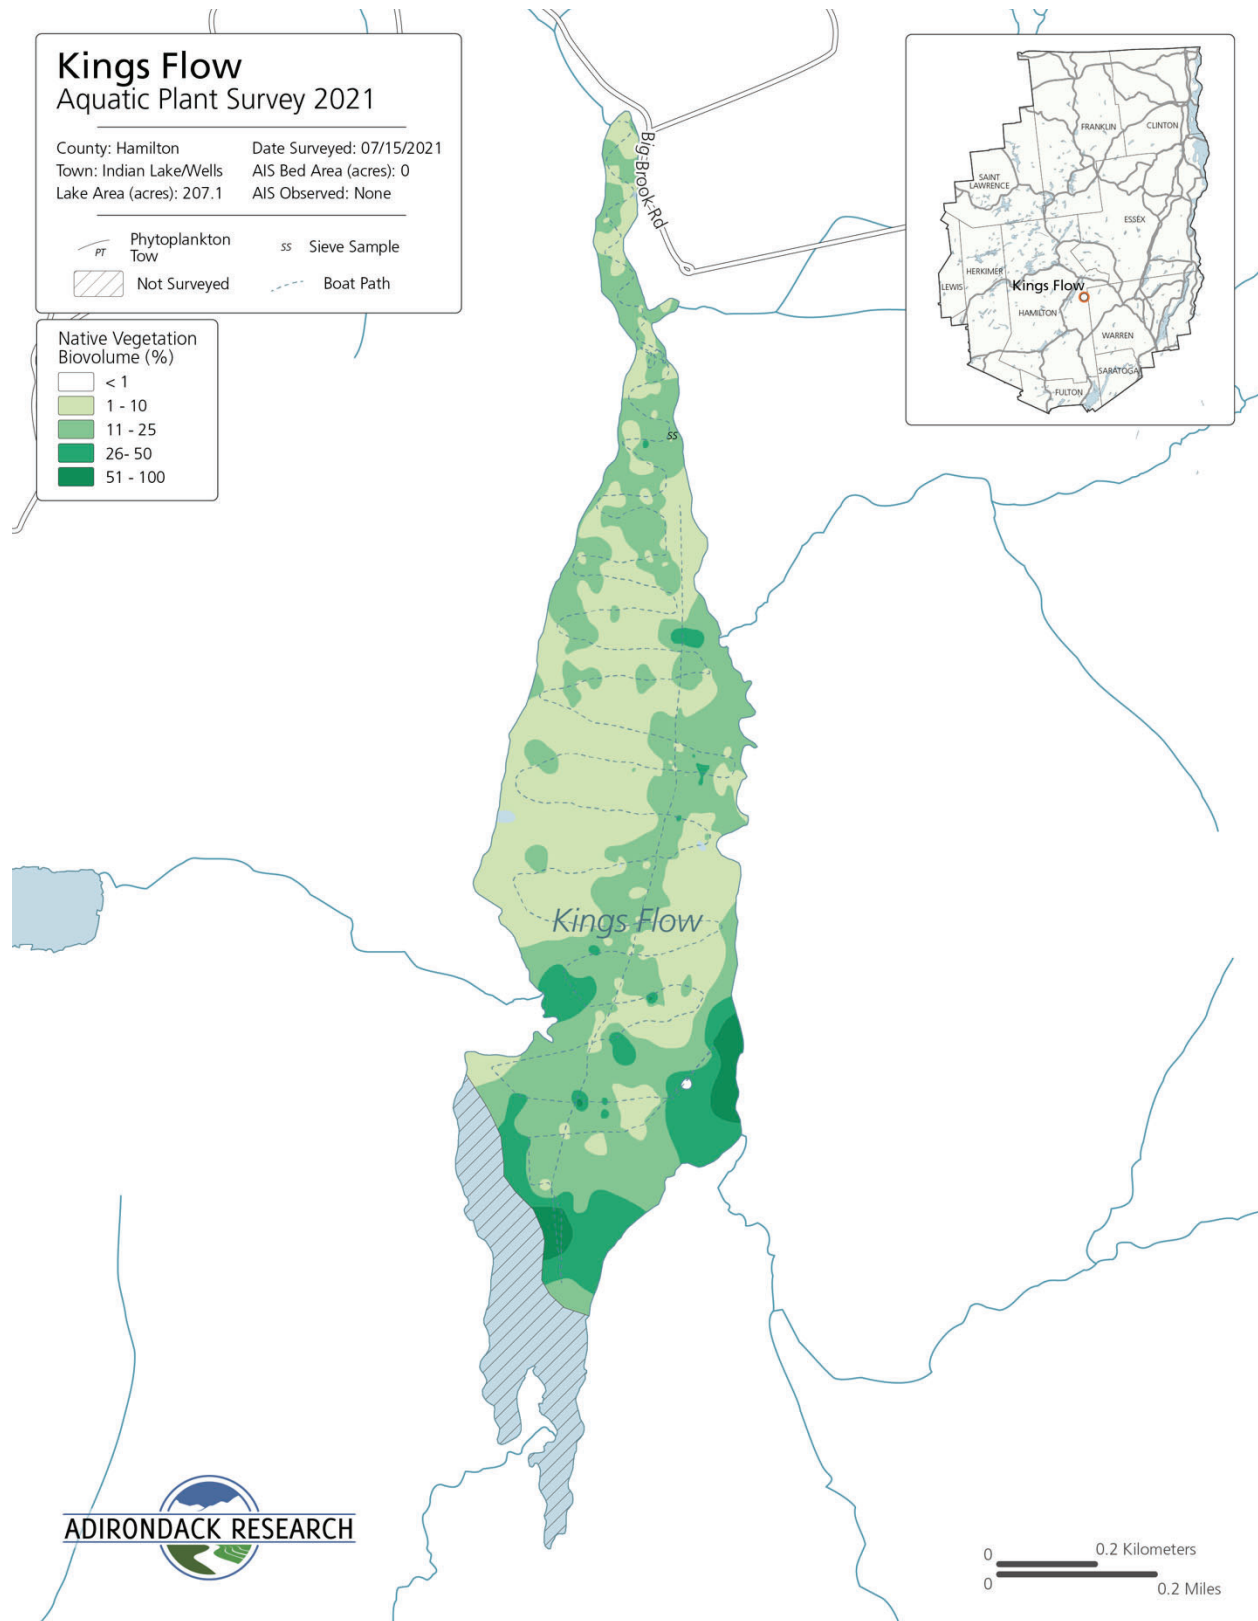 Kings Flow
Aquatic Plant Survey 2021
County: Hamilton
Date Surveyed: 07/15/2021
Town: Indian Lake/Wells
AIS Bed Area (acres): 0
Lake Area (acres): 207.1
AIS Observed: None
PT
Phytoplankton
Tow
SS
Sieve Sample
Not Surveyed
Boat Path
Native Vegetation
Biovolume (%)
< 1
1 - 10
11 - 25
26- 50
51 - 100
Big-Brook-Rd
FRANKLIN
CLINTON
SAINT
LAWRENCE
ESSEX
HERKIMER
LEWIS
Kings Flow
HAMILTON
WARREN
SARATOGA
FULTON
SS
Kings Flow
ADIRONDACK RESEARCH
0
0.2 Kilometers
0
0.2 Miles